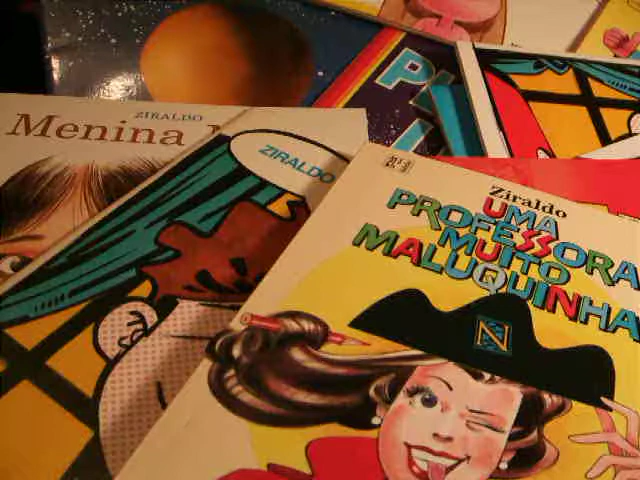 ZIRALDO
Menina
ZIRALDO
Ziraldo
UMA
PROFESSORA
MUITO
MALUQUINHA
N